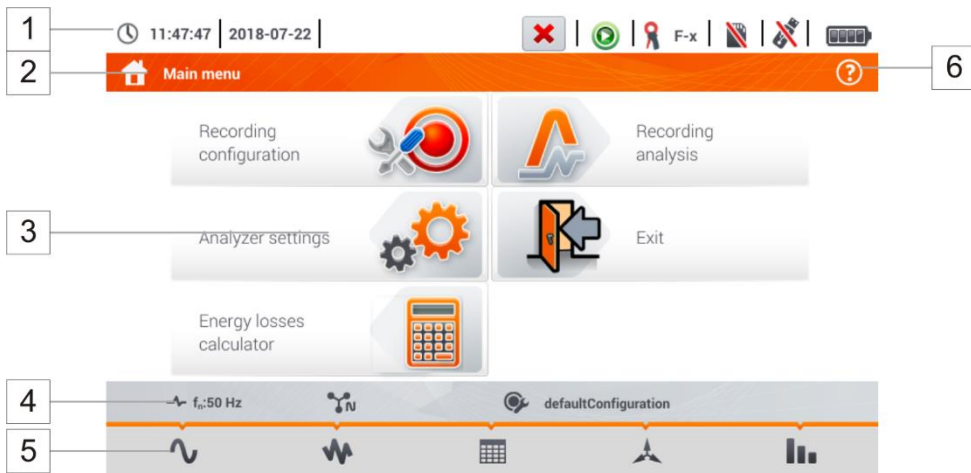 1
11:47:47 2018-07-22 F-x
2
Main menu
6
Recording
configuration
Recording
analysis
3
Analyzer settings
Exit
Energy losses
calculator
4
fn:50 Hz N defaultConfiguration
5